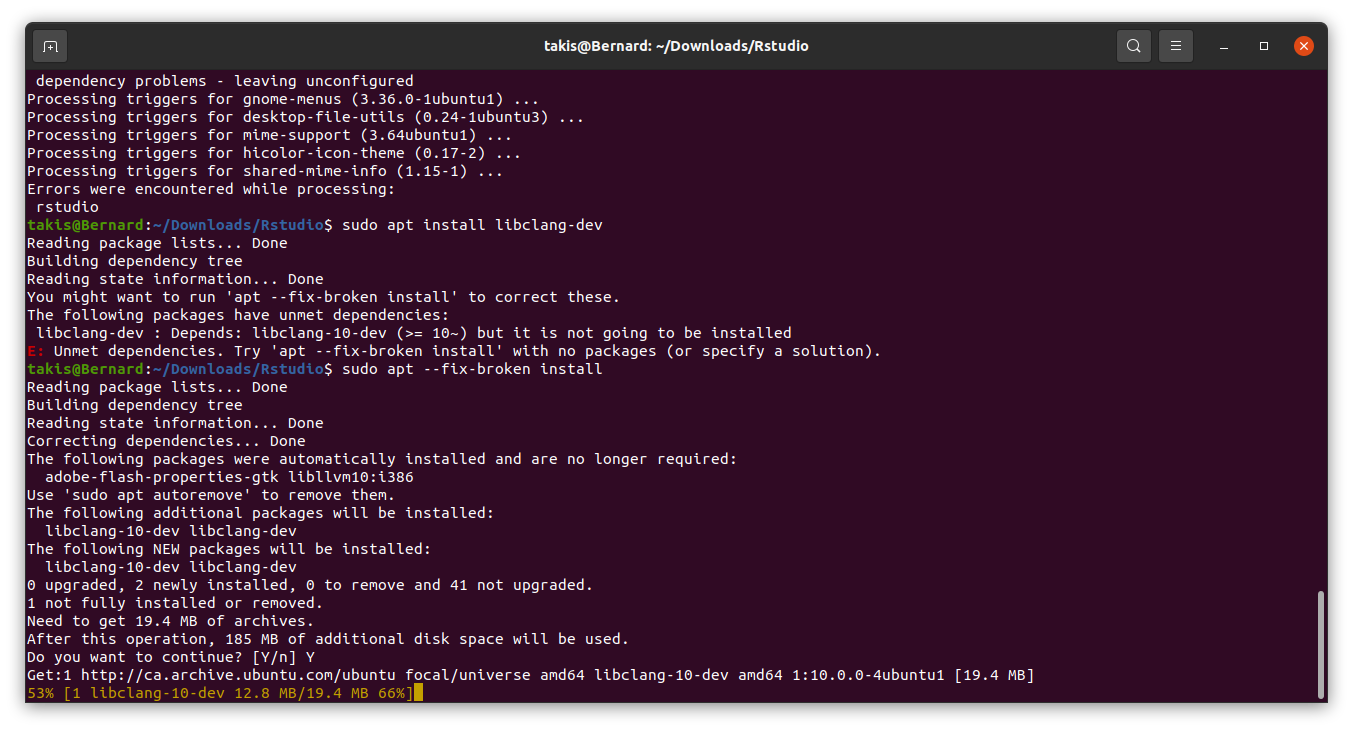 takis@Bernard: ~/Downloads/Rstudio
 dependency problems - leaving unconfigured
Processing triggers for gnome-menus (3.36.0-1ubuntu1) ...
Processing triggers for desktop-file-utils (0.24-1ubuntu3) ...
Processing triggers for mime-support (3.64ubuntu1) ...
Processing triggers for hicolor-icon-theme (0.17-2) ...
Processing triggers for shared-mime-info (1.15-1) ...
Errors were encountered while processing:
 rstudio
takis@Bernard:~/Downloads/Rstudio$ sudo apt install libclang-dev
Reading package lists... Done
Building dependency tree
Reading state information... Done
You might want to run 'apt --fix-broken install' to correct these.
The following packages have unmet dependencies:
 libclang-dev : Depends: libclang-10-dev (>= 10~) but it is not going to be installed
E: Unmet dependencies. Try 'apt --fix-broken install' with no packages (or specify a solution).
takis@Bernard:~/Downloads/Rstudio$ sudo apt --fix-broken install
Reading package lists... Done
Building dependency tree
Reading state information... Done
Correcting dependencies... Done
The following packages were automatically installed and are no longer required:
  adobe-flash-properties-gtk libllvm10:i386
Use 'sudo apt autoremove' to remove them.
The following additional packages will be installed:
  libclang-10-dev libclang-dev
The following NEW packages will be installed:
  libclang-10-dev libclang-dev
0 upgraded, 2 newly installed, 0 to remove and 41 not upgraded.
1 not fully installed or removed.
Need to get 19.4 MB of archives.
After this operation, 185 MB of additional disk space will be used.
Do you want to continue? [Y/n] Y
Get:1 http://ca.archive.ubuntu.com/ubuntu focal/universe amd64 libclang-10-dev amd64 1:10.0.0-4ubuntu1 [19.4 MB]
53% [1 libclang-10-dev 12.8 MB/19.4 MB 66%]